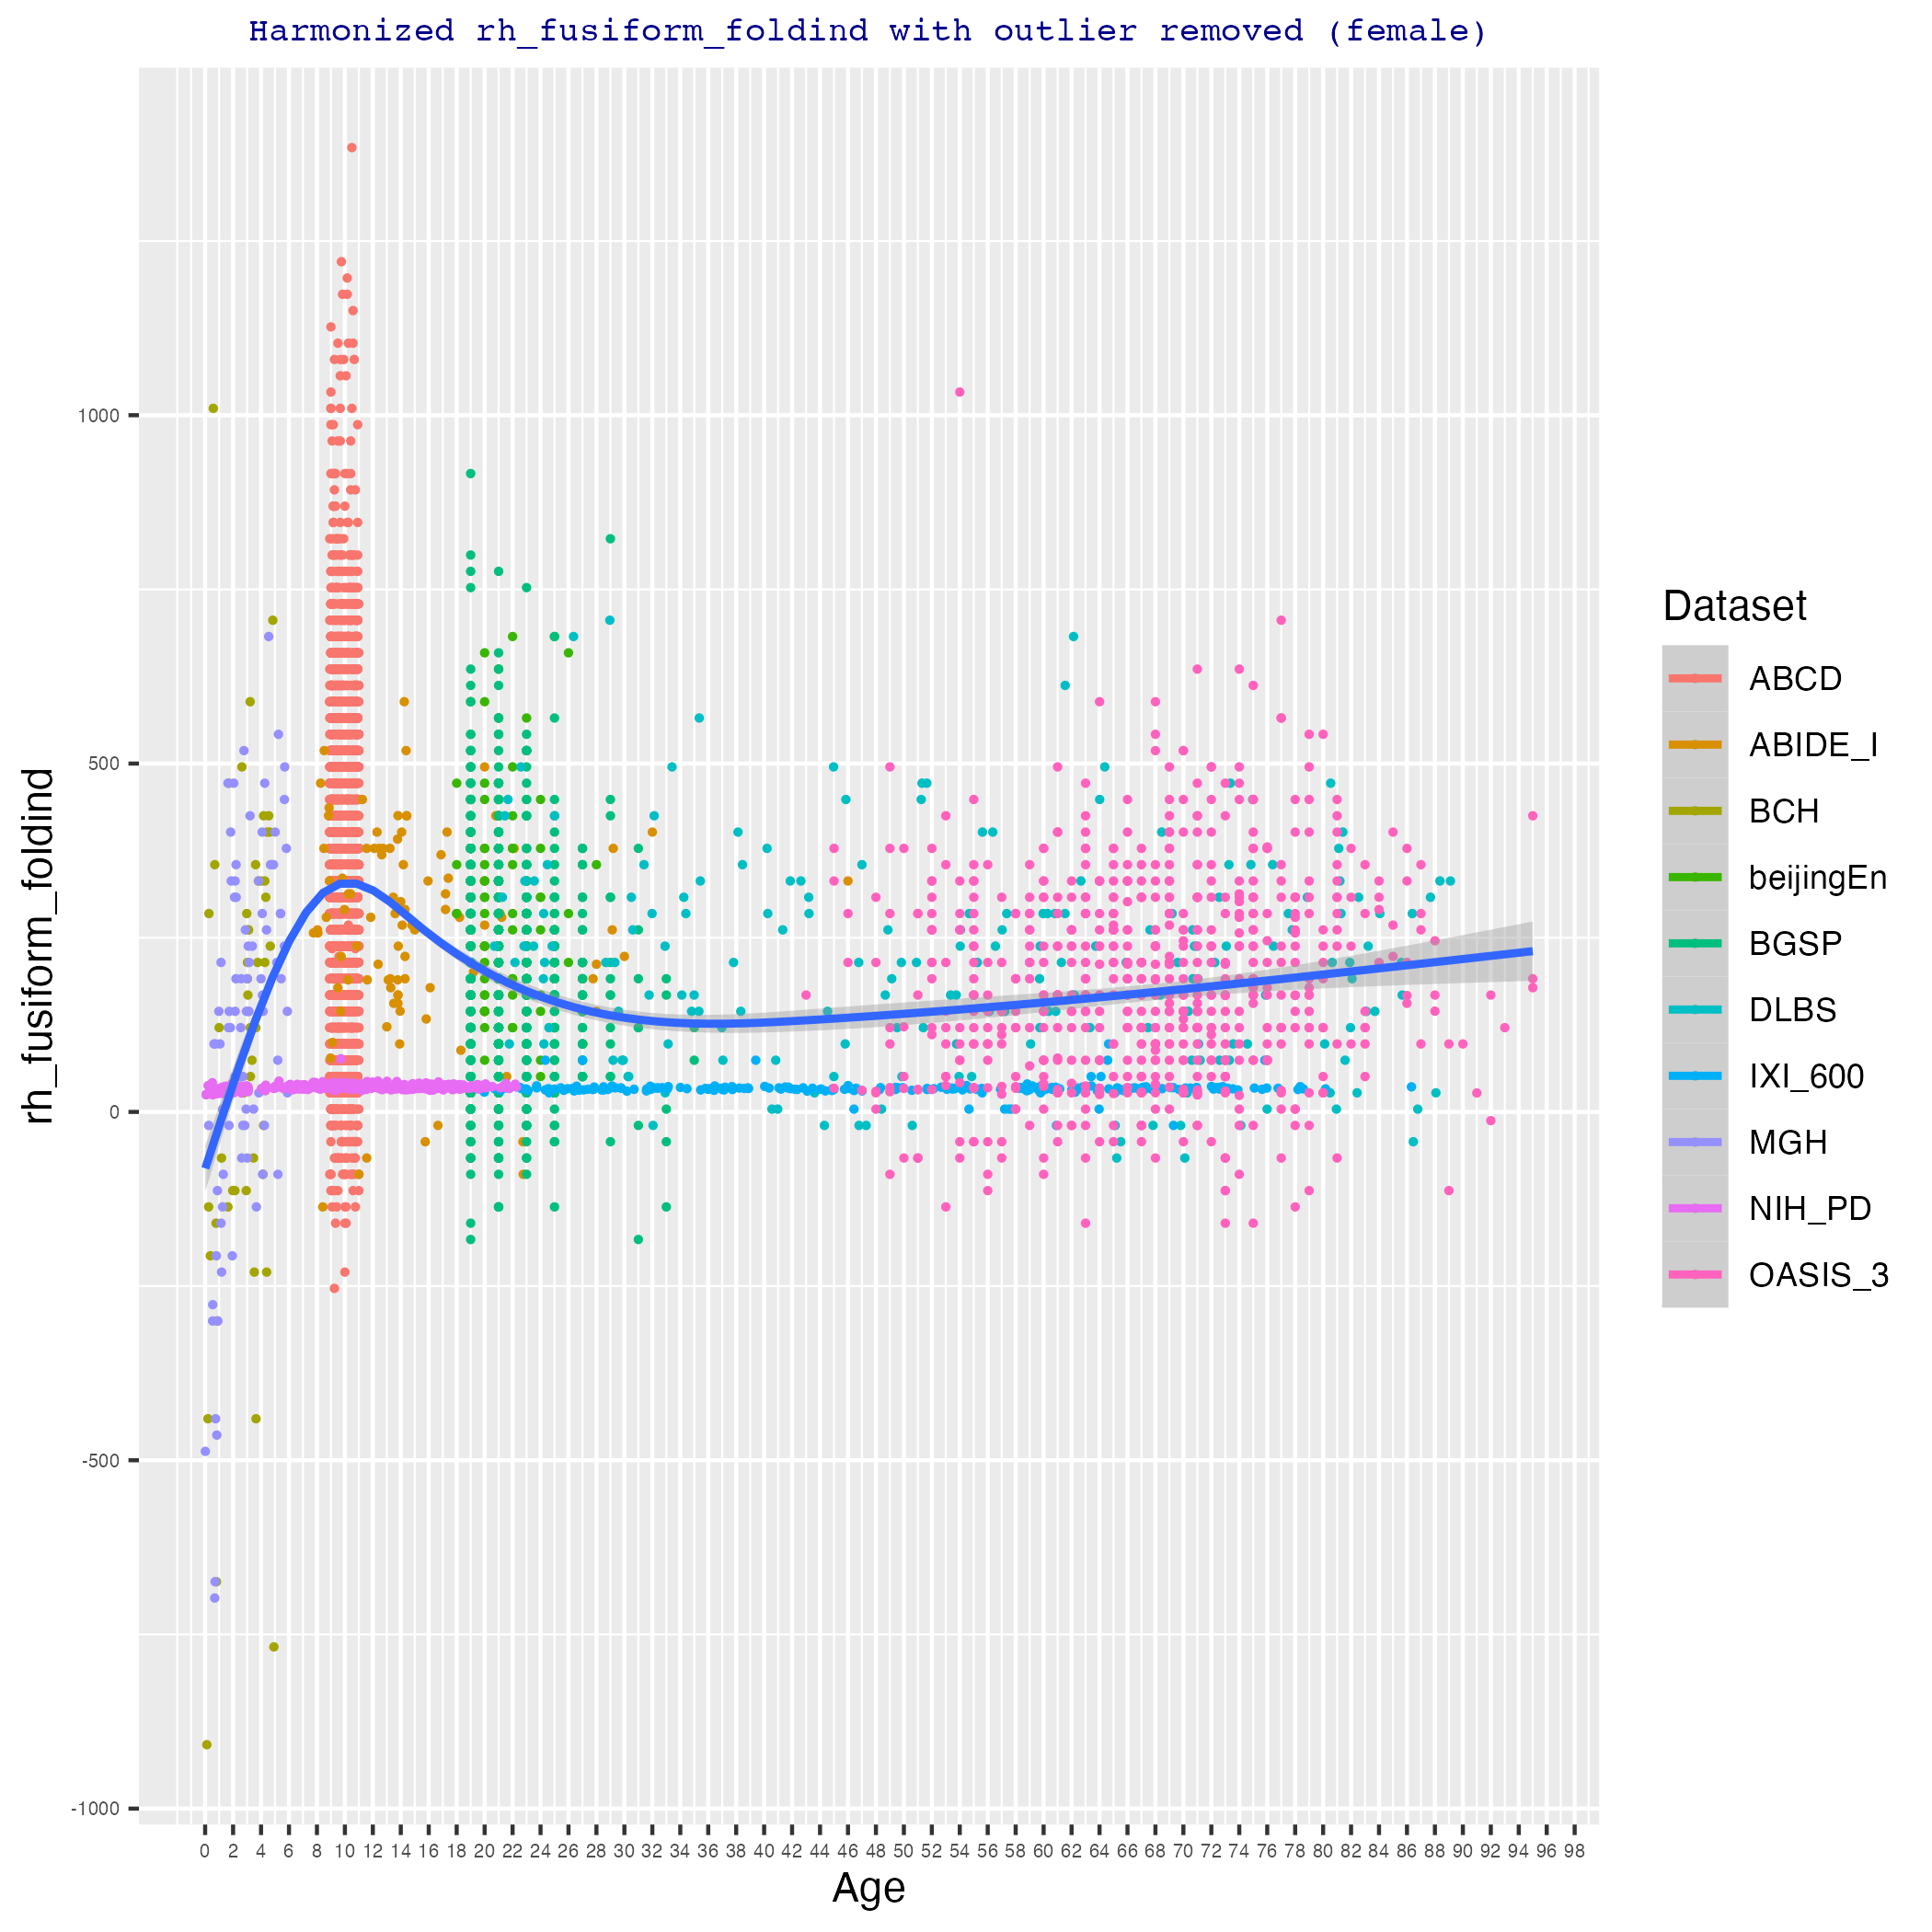 Harmonized rh_fusiform_foldind with outlier removed (female)
rh_fusiform_foldind
1000
500
0
-500
-1000
0 2 4 6 8 10 12 14 16 18 20 22 24 26 28 30 32 34 36 38 40 42 44 46 48 50 52 54 56 58 60 62 64 66 68 70 72 74 76 78 80 82 84 86 88 90 92 94 96 98
Age
Dataset
ABCD
ABIDE_I
BCH
beijingEn
BGSP
DLBS
IXI_600
MGH
NIH_PD
OASIS_3